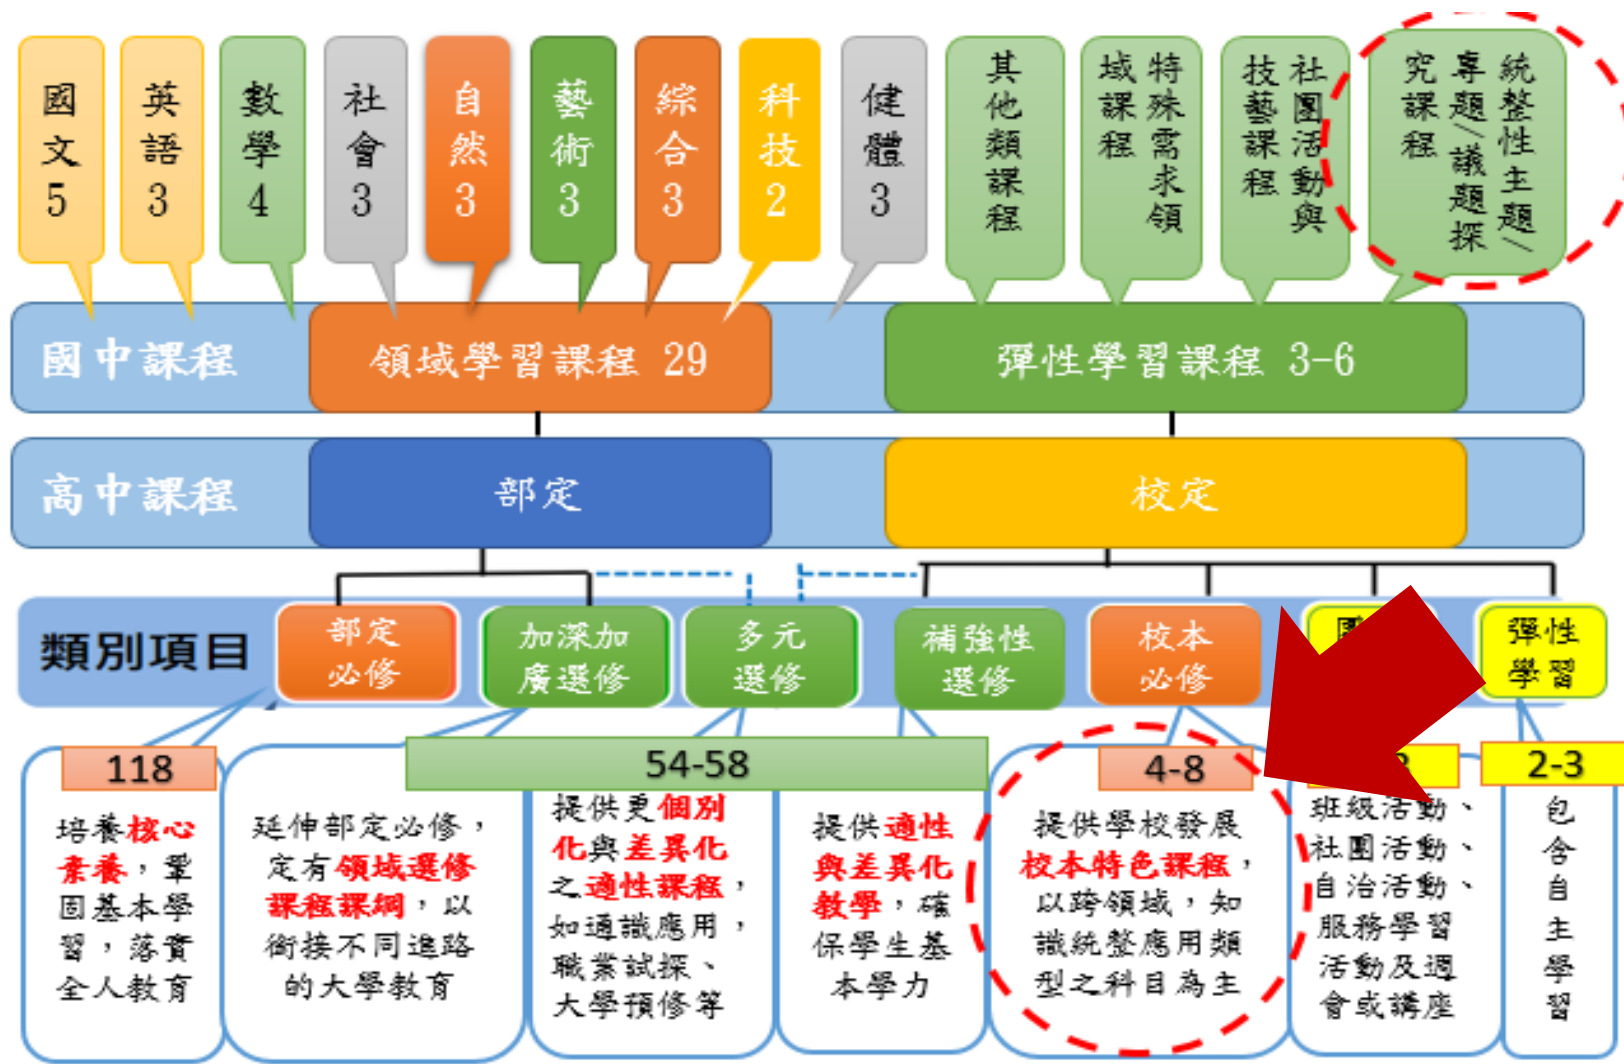 國文5
英語3
數學4
社會3
自然3
藝術3
綜合3
科技2
健體3
其他類課程
特殊需求領
域課程
社團活動與
技藝課程
統整性主題/
專題/議題探
究課程
國中課程
領域學習課程 29
彈性學習課程 3-6
高中課程
部定
校定
類別項目
部定
必修
加深加
廣選修
多元
選修
補強性
選修
校本
必修
彈性
學習
118
培養核心
素養，鞏
固基本學
習，落實
全人教育
54-58
延伸部定必修，
定有領域選修
課程課綱，以
銜接不同進路
的大學教育
提供更個別
化與差異化
之適性課程，
如通識應用，
職業試探、
大學預修等
提供適性
與差異化
教學，確
保學生基
本學力
4-8
提供學校發展
校本特色課程，
以跨領域，知
識統整應用類
型之科目為主
班級活動、
社團活動、
自治活動、
服務學習
活動及週
會或講座
2-3
包含自主學習